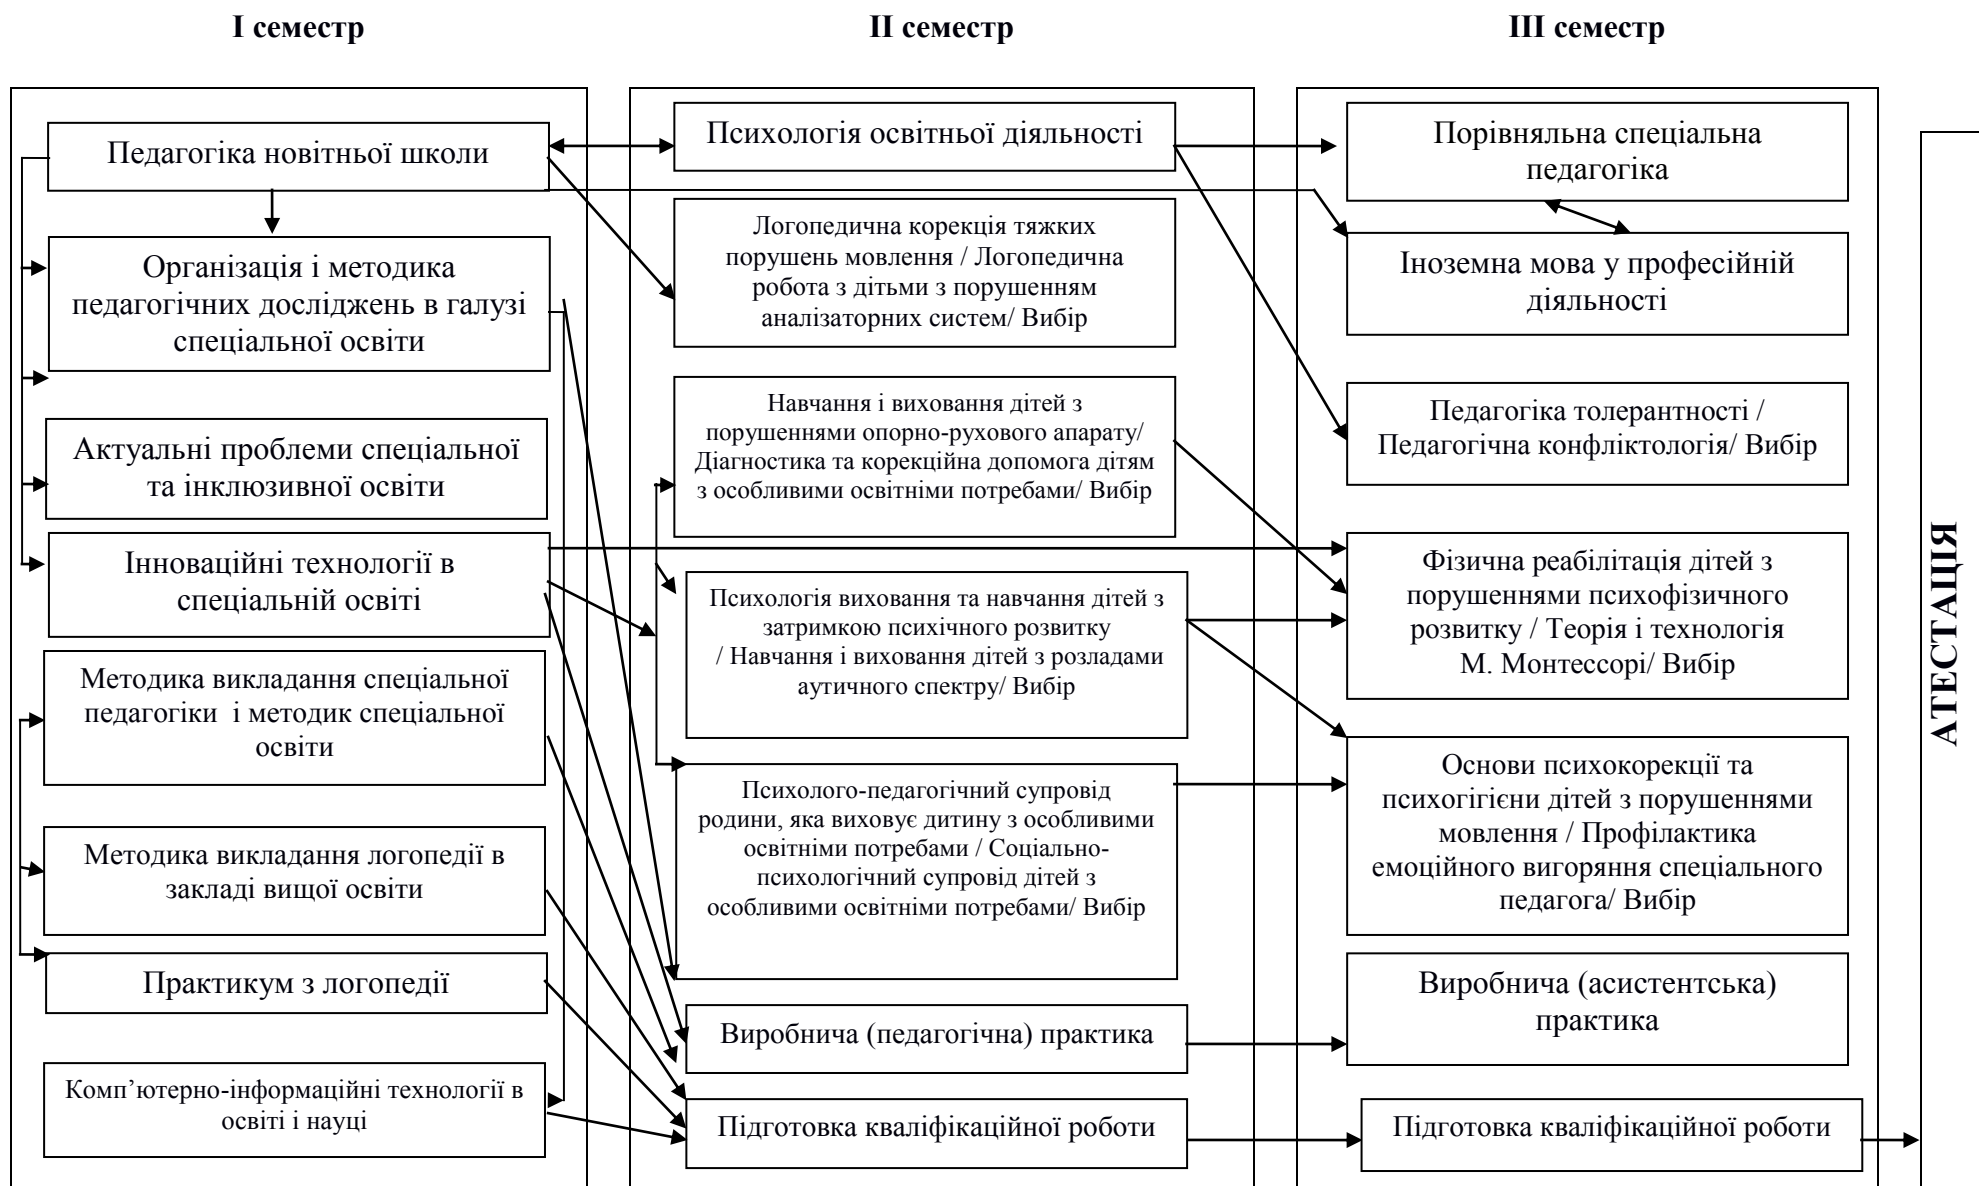 I семестр
II семестр
III семестр
Педагогіка новітньої школи
Організація і методика
педагогічних досліджень в галузі
спеціальної освіти
Актуальні проблеми спеціальної
та інклюзивної освіти
Інноваційні технології в
спеціальній освіті
Методика викладання спеціальної
педагогіки і методик спеціальної
освіти
Методика викладання логопедії в
закладі вищої освіти
Практикум з логопедії
Комп’ютерно-інформаційні технології в
освіті і науці
Психологія освітньої діяльності
Логопедична корекція тяжких
порушень мовлення / Логопедична
робота з дітьми з порушенням
аналізаторних систем/ Вибір
Навчання і виховання дітей з
порушеннями опорно-рухового апарату/
Діагностика та корекційна допомога дітям
з особливими освітніми потребами/ Вибір
Психологія виховання та навчання дітей з
затримкою психічного розвитку
/ Навчання і виховання дітей з розладами
аутичного спектру/ Вибір
Психолого-педагогічний супровід
родини, яка виховує дитину з особливими
освітніми потребами / Соціально-
психологічний супровід дітей з
особливими освітніми потребами/ Вибір
Виробнича (педагогічна) практика
Підготовка кваліфікаційної роботи
Порівняльна спеціальна
педагогіка
Іноземна мова у професійній
діяльності
Педагогіка толерантності /
Педагогічна конфліктологія/ Вибір
Фізична реабілітація дітей з
порушеннями психофізичного
розвитку / Теорія і технологія
М. Монтессорі/ Вибір
Основи психокорекції та
психогігієни дітей з порушеннями
мовлення / Профілактика
емоційного вигоряння спеціального
педагога/ Вибір
Виробнича (асистентська)
практика
Підготовка кваліфікаційної роботи
АТЕСТАЦІЯ